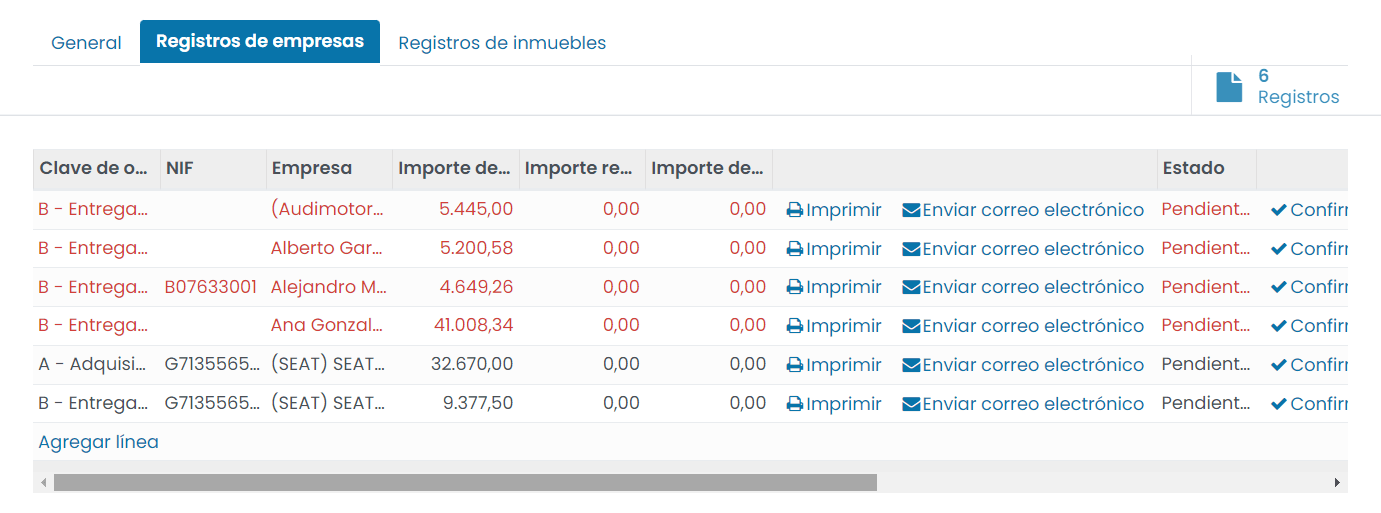 General Registros de empresas Registros de inmuebles
6
Registros
Clave de o... NIF Empresa Importe de... Importe re... Importe de... Estado
B - Entrega... (Audimotor... 5.445,00 0,00 0,00 Imprimir Enviar correo electrónico Pendient... Confirr
B - Entrega... Alberto Gar... 5.200,58 0,00 0,00 Imprimir Enviar correo electrónico Pendient... Confirr
B - Entrega... B07633001 Alejandro M... 4.649,26 0,00 0,00 Imprimir Enviar correo electrónico Pendient... Confirr
B - Entrega... Ana Gonzal... 41.008,34 0,00 0,00 Imprimir Enviar correo electrónico Pendient... Confirr
A - Adquisi... G7135565... (SEAT) SEAT... 32.670,00 0,00 0,00 Imprimir Enviar correo electrónico Pendient... Confirr
B - Entrega... G7135565... (SEAT) SEAT... 9.377,50 0,00 0,00 Imprimir Enviar correo electrónico Pendient... Confirr
Agregar línea